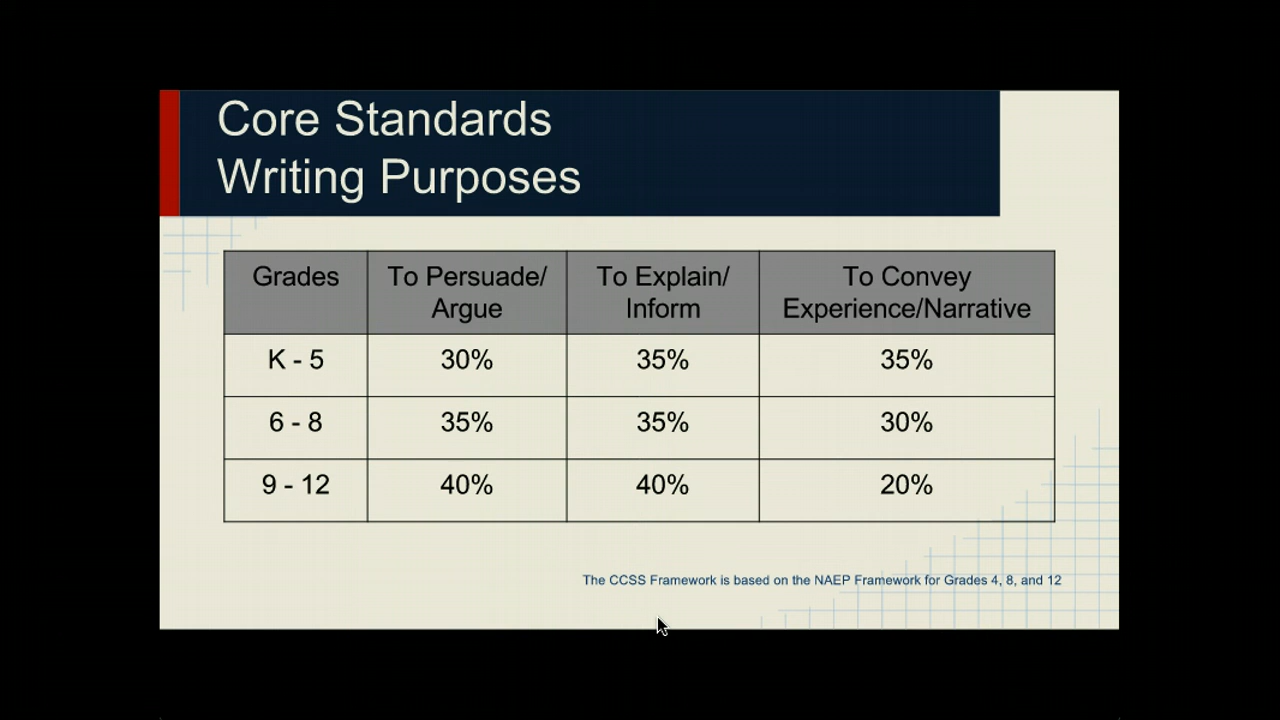 Core Standards
Writing Purposes
Grades
To Persuade/
Argue
To Explain/
Inform
To Convey
Experience/Narrative
K - 5 30% 35% 35%
6 - 8 35% 35% 30%
9 - 12 40% 40% 20%
The CCSS Framework is based on the NAEP Framework for Grades 4, 8, and 12